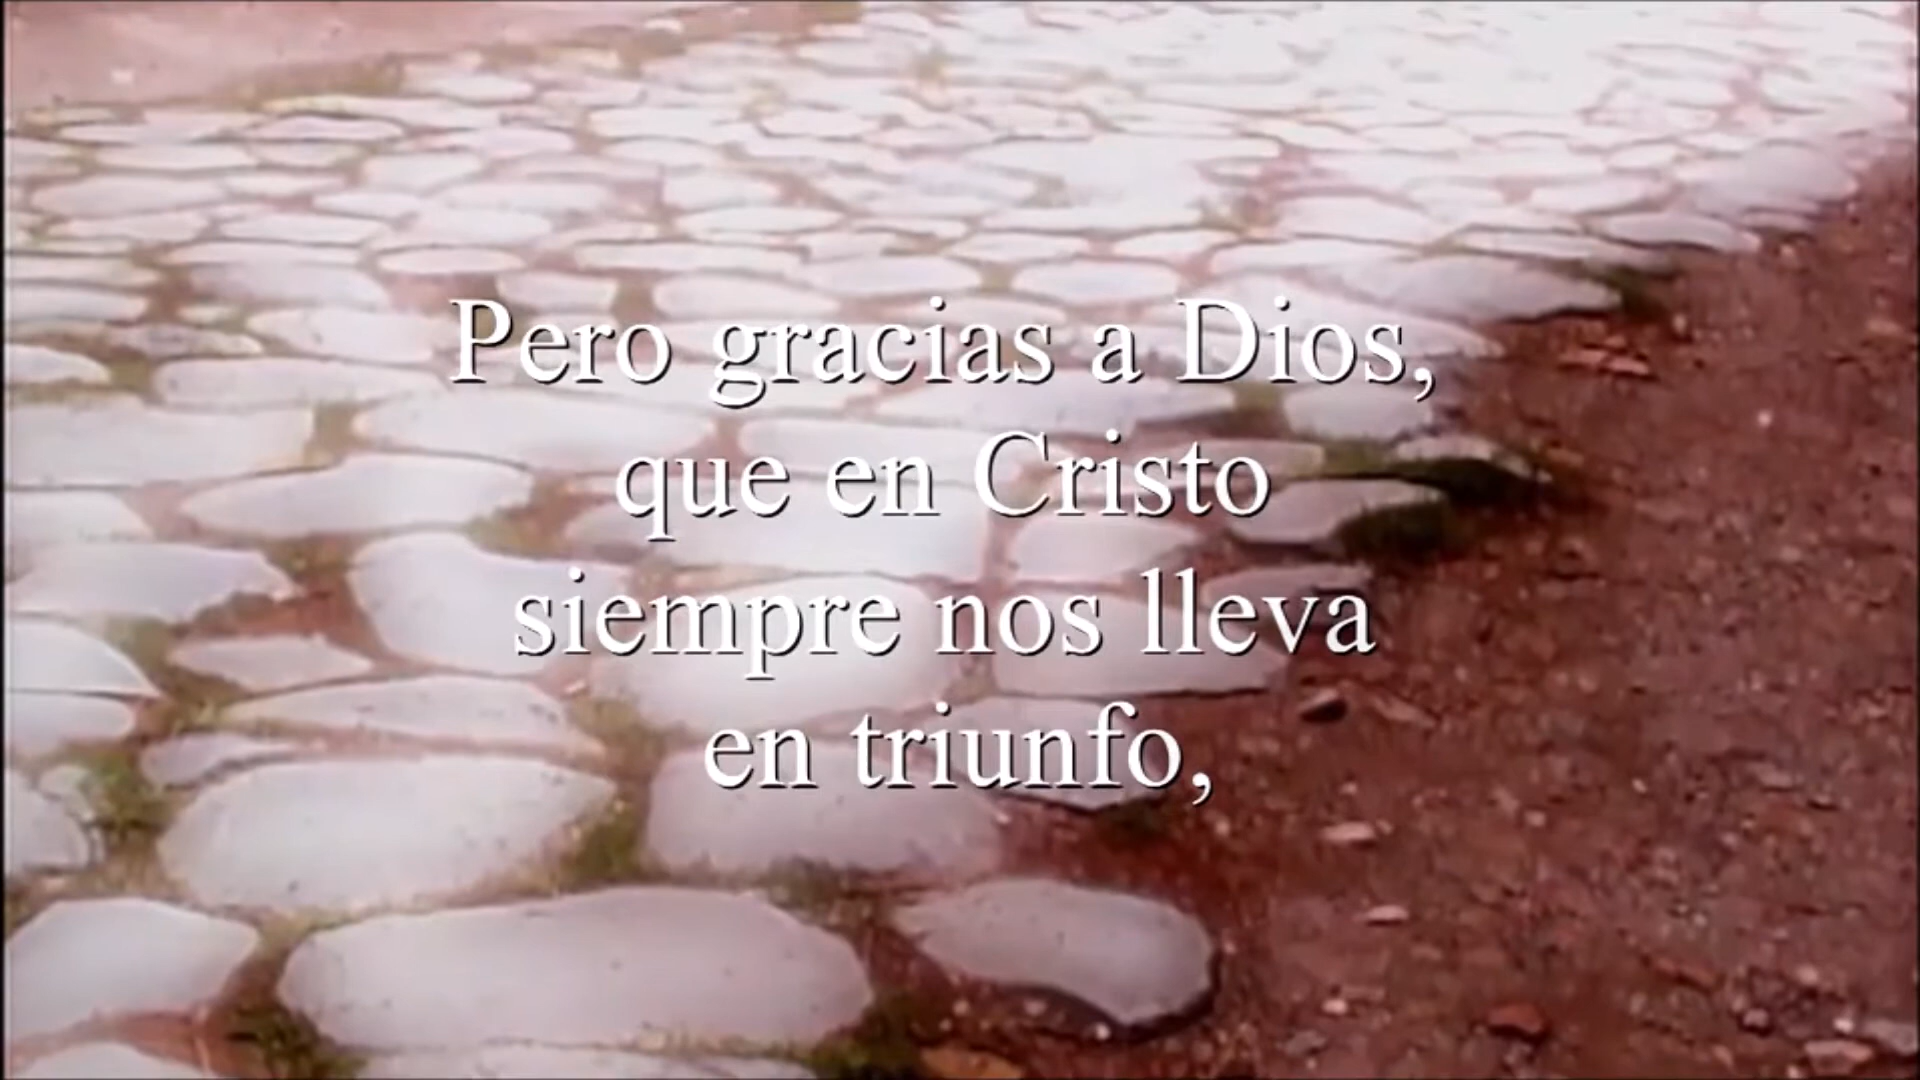 Pero gracias a Dios,
que en Cristo
siempre nos lleva
en triunfo,